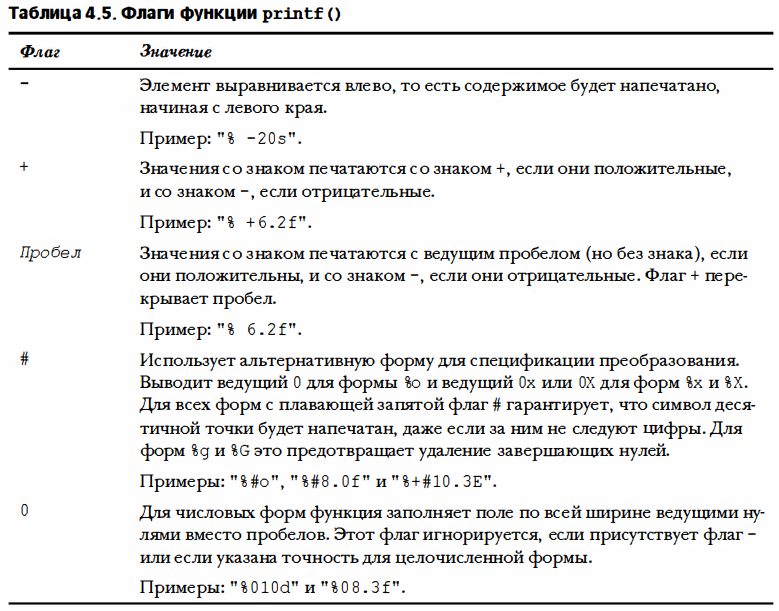 Таблица 4.5. Флаги функции printf()
Флаг Значение
- Элемент выравнивается влево, то есть содержимое будет напечатано,
начиная с левого края.
Пример: "% -20s".
+ Значения со знаком печатаются со знаком +, если они положительные,
и со знаком -, если отрицательные.
Пример: "% +6.2f".
Пробел Значения со знаком печатаются с ведущим пробелом (но без знака), если
они положительны, и со знаком -, если они отрицательные. Флаг + пере-
крывает пробел.
Пример: "% 6.2f".
# Использует альтернативную форму для спецификации преобразования.
Выводит ведущий 0 для формы %o и ведущий 0x или 0X для форм %x и %X.
Для всех форм с плавающей запятой флаг # гарантирует, что символ деся-
тичной точки будет напечатан, даже если за ним не следуют цифры. Для
форм %g и %G это предотвращает удаление завершающих нулей.
Примеры: "%#o", "%#8.0f" и "%+#10.3E".
0 Для числовых форм функция заполняет поле по всей ширине ведущими ну-
лями вместо пробелов. Этот флаг игнорируется, если присутствует флаг -
или если указана точность для целочисленной формы.
Примеры: "%010d" и "%08.3f".